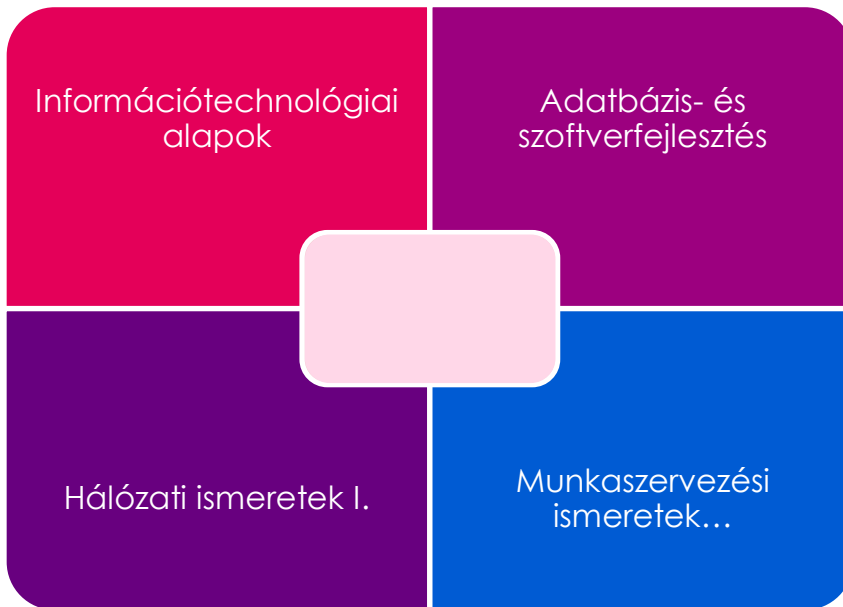 Információtechnológiai
alapok
Adatbázis- és
szoftverfejlesztés
Hálózati ismeretek I.
Munkaszervezési
ismeretek…